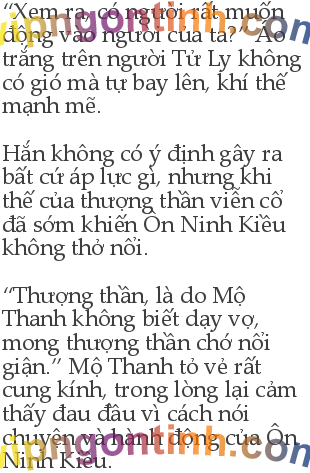 “Xem ra, có người rất muốn
động vào người của ta?” Áo
trắng trên người Tử Ly không
có gió mà tự bay lên, khí thế
mạnh mẽ.
Hắn không có ý định gây ra
bất cứ áp lực gì, nhưng khi
thế của thượng thần viễn cổ
đã sớm khiến Ôn Ninh Kiều
không thở nổi.
“Thượng thần, là do Mộ
Thanh không biết dạy vợ,
mong thượng thần chớ nổi
giận.” Mộ Thanh tỏ vẻ rất
cung kính, trong lòng lại cảm
thấy đau đầu vì cách nói
chuyện và hành động của Ôn
Ninh Kiều.
vipngontinh.com
vipngontinh.com